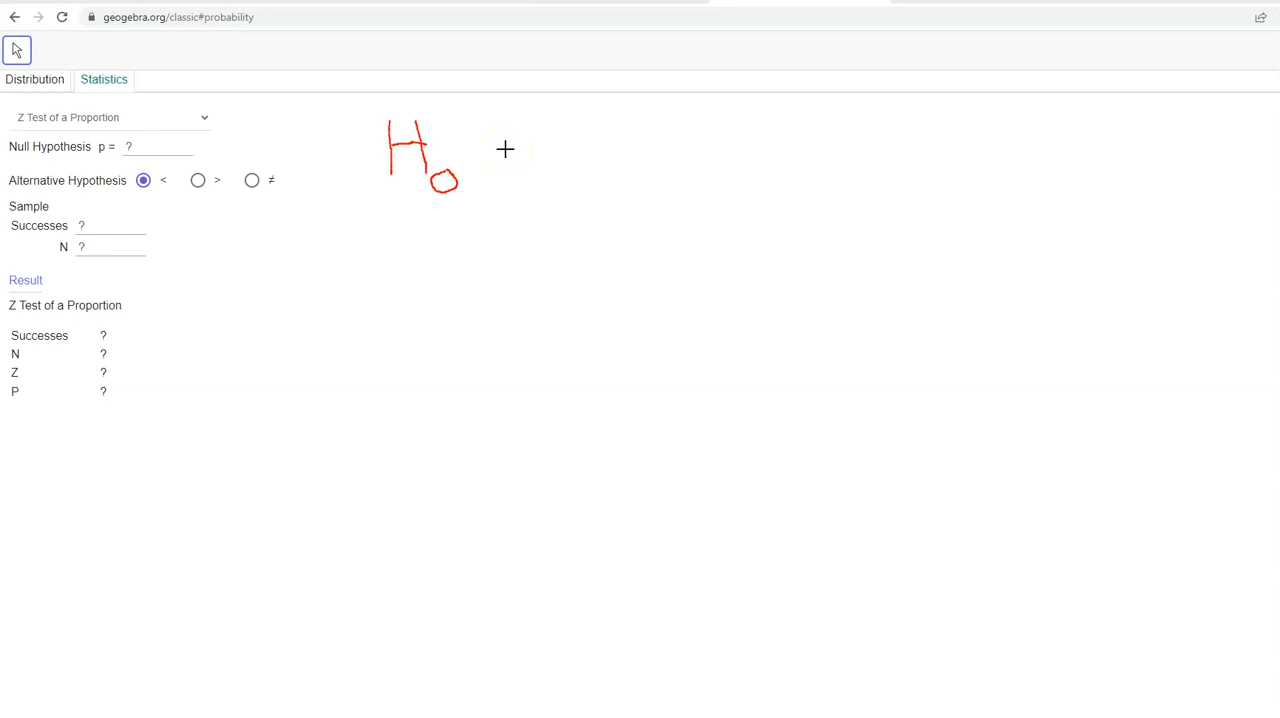 geogebra.org/classic#probability
Distribution Statistics
Z Test of a Proportion
Null Hypothesis p = ?
Alternative Hypothesis < > ≠
Sample
Successes ?
N ?
Result
Z Test of a Proportion
Successes ?
N ?
Z ?
P ?
H₀